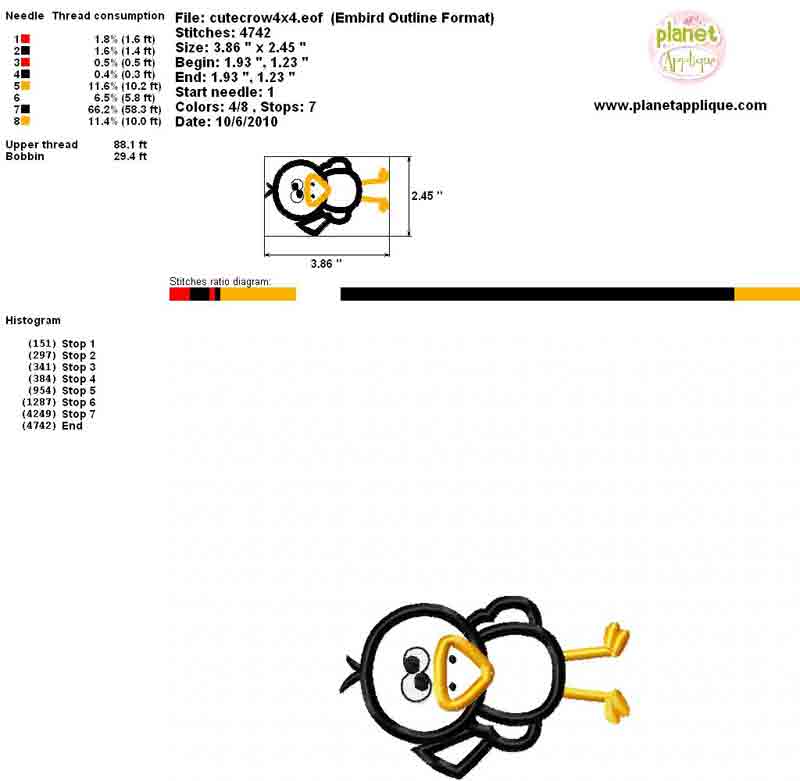 Needle Thread consumption
1 1.8% (1.6 ft)
2 1.6% (1.4 ft)
3 0.5% (0.5 ft)
4 0.4% (0.3 ft)
5 11.6% (10.2 ft)
6 6.5% (5.8 ft)
7 66.2% (58.3 ft)
8 11.4% (10.0 ft)
Upper thread 88.1 ft
Bobbin 29.4 ft
File: cutecrow4x4.eof (Embird Outline Format)
Stitches: 4742
Size: 3.86 " x 2.45 "
Begin: 1.93 ", 1.23 "
End: 1.93 ", 1.23 "
Start needle: 1
Colors: 4/8 , Stops: 7
Date: 10/6/2010
planet
Applique
www.planetapplique.com
2.45 "
3.86 "
Stitches ratio diagram:
Histogram
(151) Stop 1
(297) Stop 2
(341) Stop 3
(384) Stop 4
(954) Stop 5
(1287) Stop 6
(4249) Stop 7
(4742) End